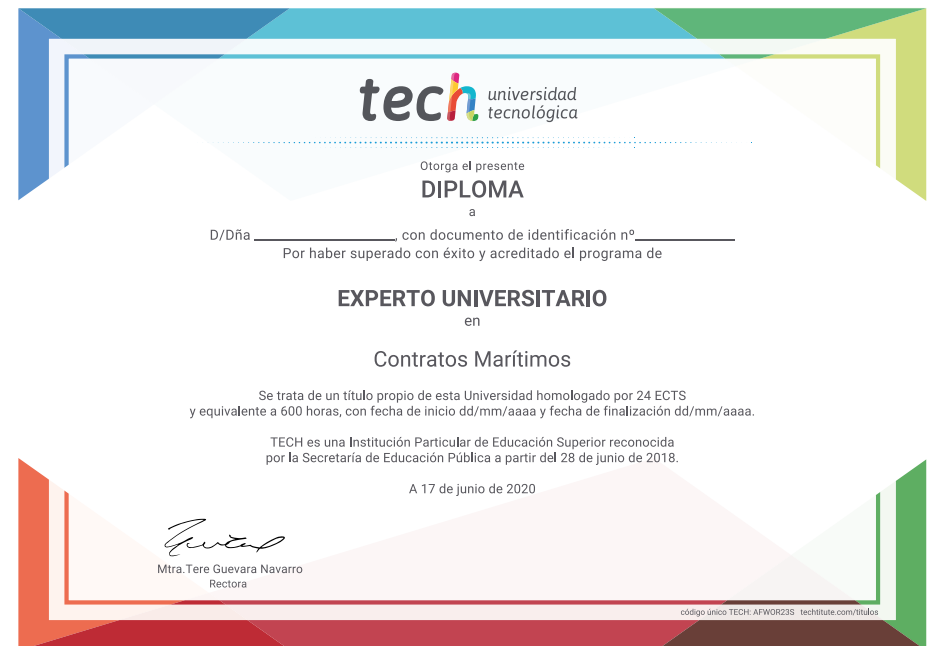 tech universidad
tecnológica
Otorga el presente
DIPLOMA
a
D/Dña ____________________, con documento de identificación nº______________
Por haber superado con éxito y acreditado el programa de
EXPERTO UNIVERSITARIO
en
Contratos Marítimos
Se trata de un título propio de esta Universidad homologado por 24 ECTS
y equivalente a 600 horas, con fecha de inicio dd/mm/aaaa y fecha de finalización dd/mm/aaaa.
TECH es una Institución Particular de Educación Superior reconocida
por la Secretaría de Educación Pública a partir del 28 de junio de 2018.
A 17 de junio de 2020
Mtra.Tere Guevara Navarro
Rectora
código único TECH: AFWOR23S techtitute.com/titulos